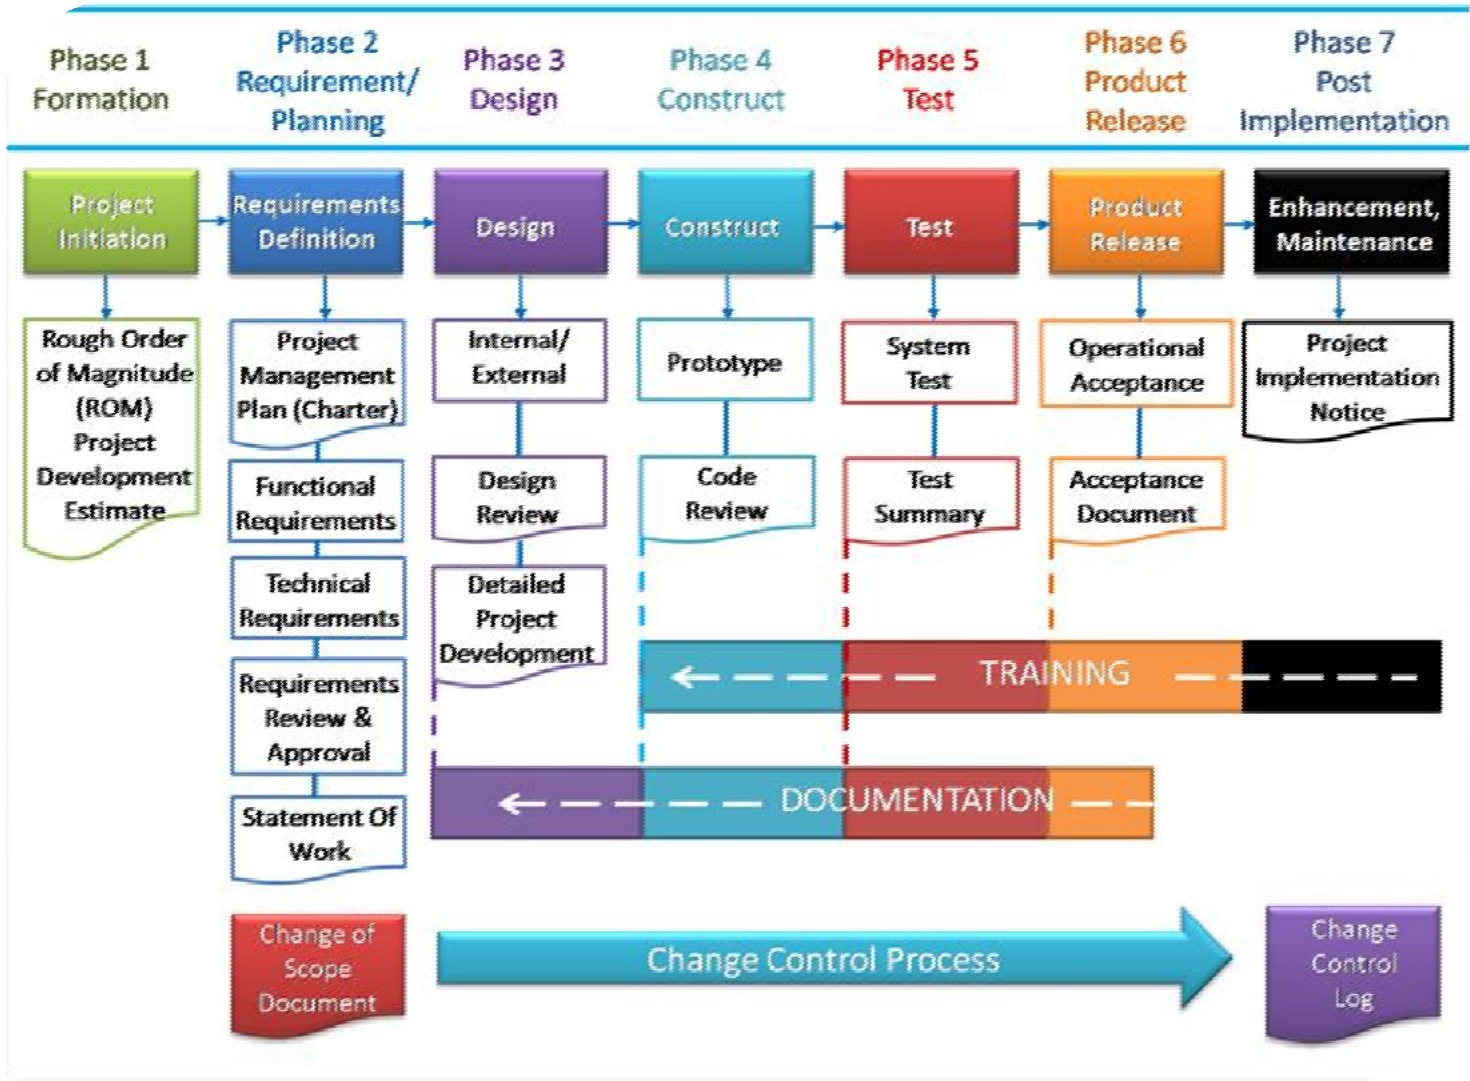 Phase 1
Formation
Phase 2
Requirement/
Planning
Phase 3
Design
Phase 4
Construct
Phase 5
Test
Phase 6
Product
Release
Phase 7
Post
Implementation
Project
Initiation
Requirements
Definition
Design
Construct
Test
Product
Release
Enhancement,
Maintenance
Rough Order
of Magnitude
(ROM)
Project
Development
Estimate
Project
Management
Plan (Charter)
Functional
Requirements
Technical
Requirements
Requirements
Review &
Approval
Statement Of
Work
Internal/
External
Design
Review
Detailed
Project
Development
Prototype
Code
Review
System
Test
Test
Summary
Operational
Acceptance
Acceptance
Document
Project
Implementation
Notice
TRAINING
DOCUMENTATION
Change of
Scope
Document
Change Control Process
Change
Control
Log